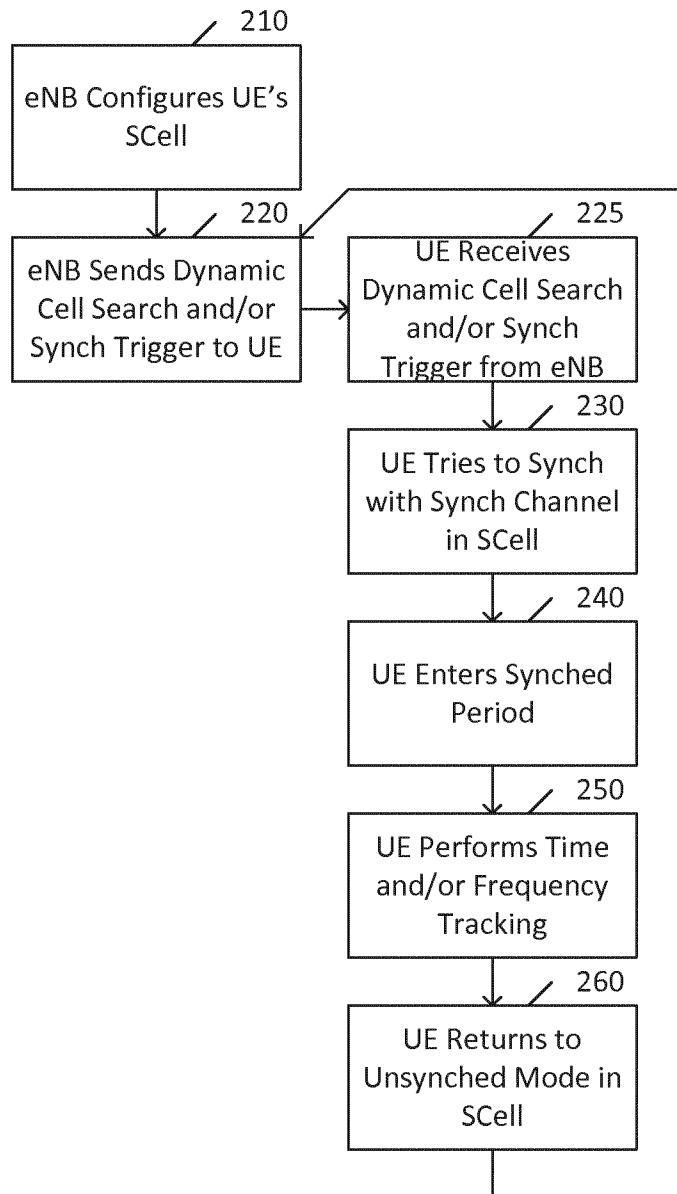 210
eNB Configures UE's
SCell
220
eNB Sends Dynamic
Cell Search and/or
Synch Trigger to UE
225
UE Receives
Dynamic Cell Search
and/or Synch
Trigger from eNB
230
UE Tries to Synch
with Synch Channel
in SCell
240
UE Enters Synched
Period
250
UE Performs Time
and/or Frequency
Tracking
260
UE Returns to
Unsynched Mode in
SCell